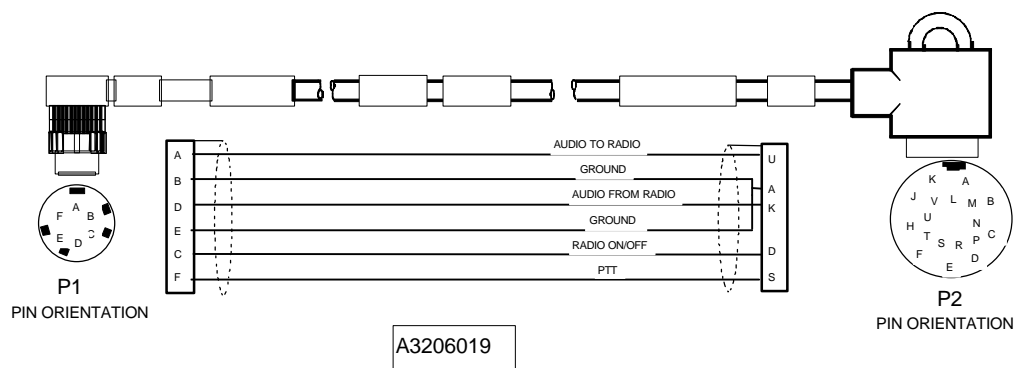 AUDIO TO RADIO
A U
GROUND
B A
AUDIO FROM RADIO
D K
GROUND
E
RADIO ON/OFF
C D
PTT
F S
A
F B
E D C
P1
PIN ORIENTATION
K A
J V L M B
H U N
T S R P C
F E D
P2
PIN ORIENTATION
A3206019